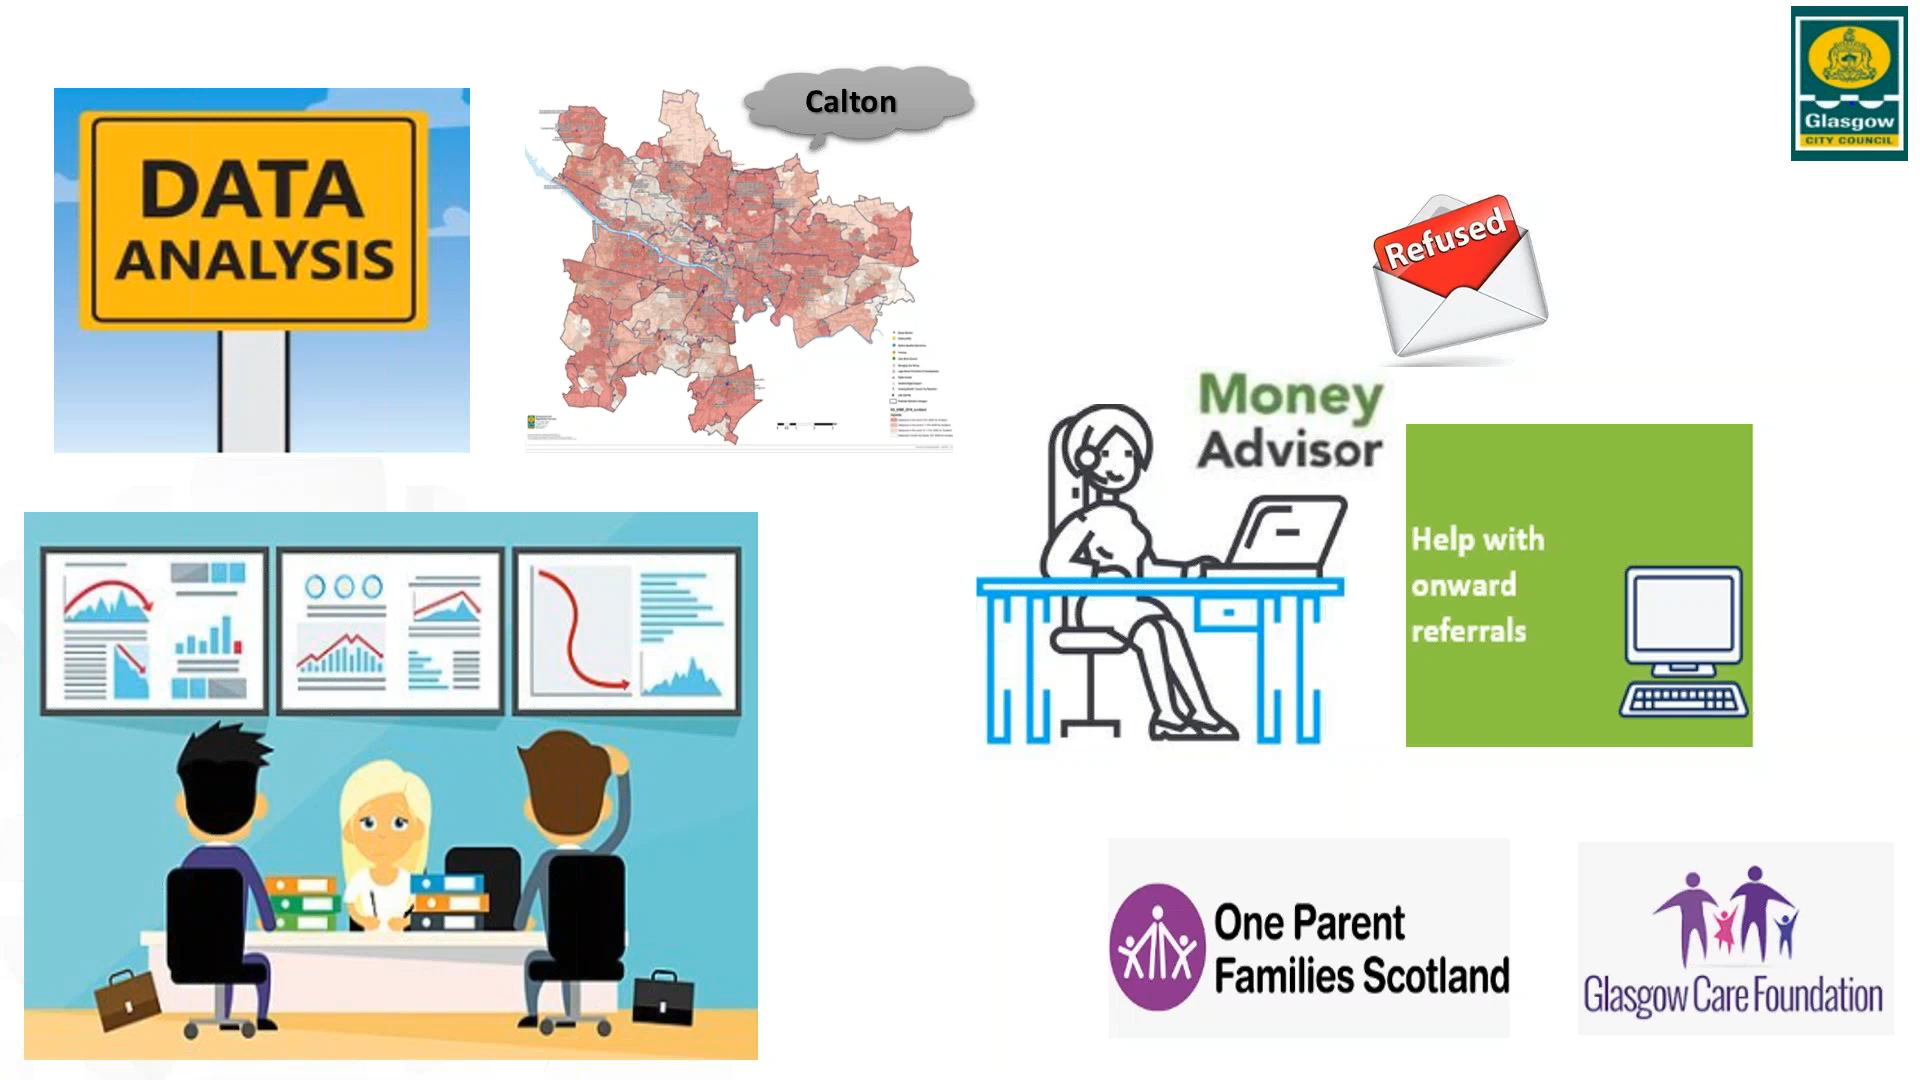 DATA
ANALYSIS
Calton
Glasgow
CITY COUNCIL
Refused
Money
Advisor
Help with
onward
referrals
One Parent
Families Scotland
Glasgow Care Foundation